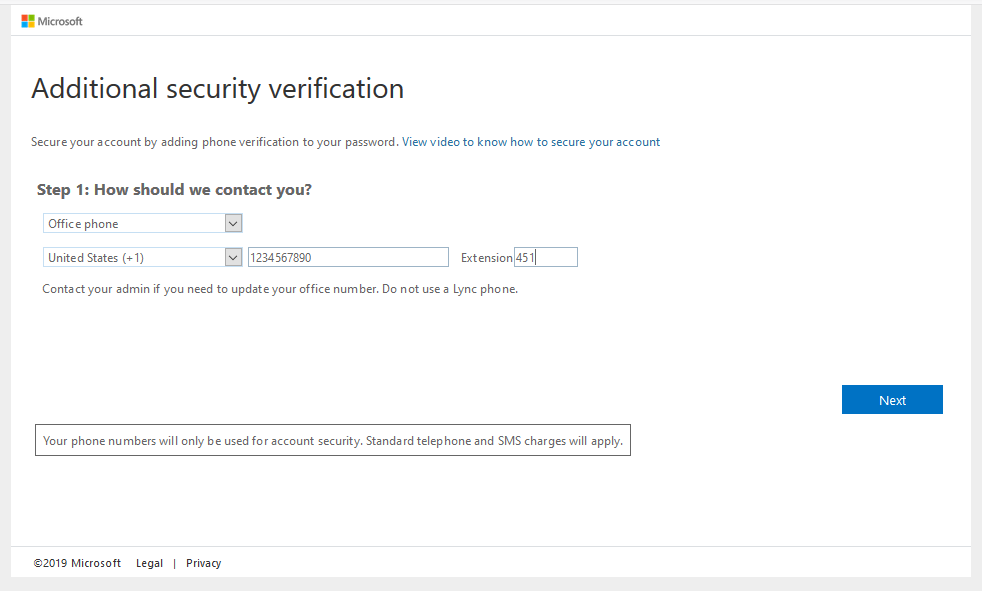 Microsoft
Additional security verification
Secure your account by adding phone verification to your password. View video to know how to secure your account
Step 1: How should we contact you?
Office phone
United States (+1) 1234567890 Extension 451
Contact your admin if you need to update your office number. Do not use a Lync phone.
Next
Your phone numbers will only be used for account security. Standard telephone and SMS charges will apply.
©2019 Microsoft Legal | Privacy